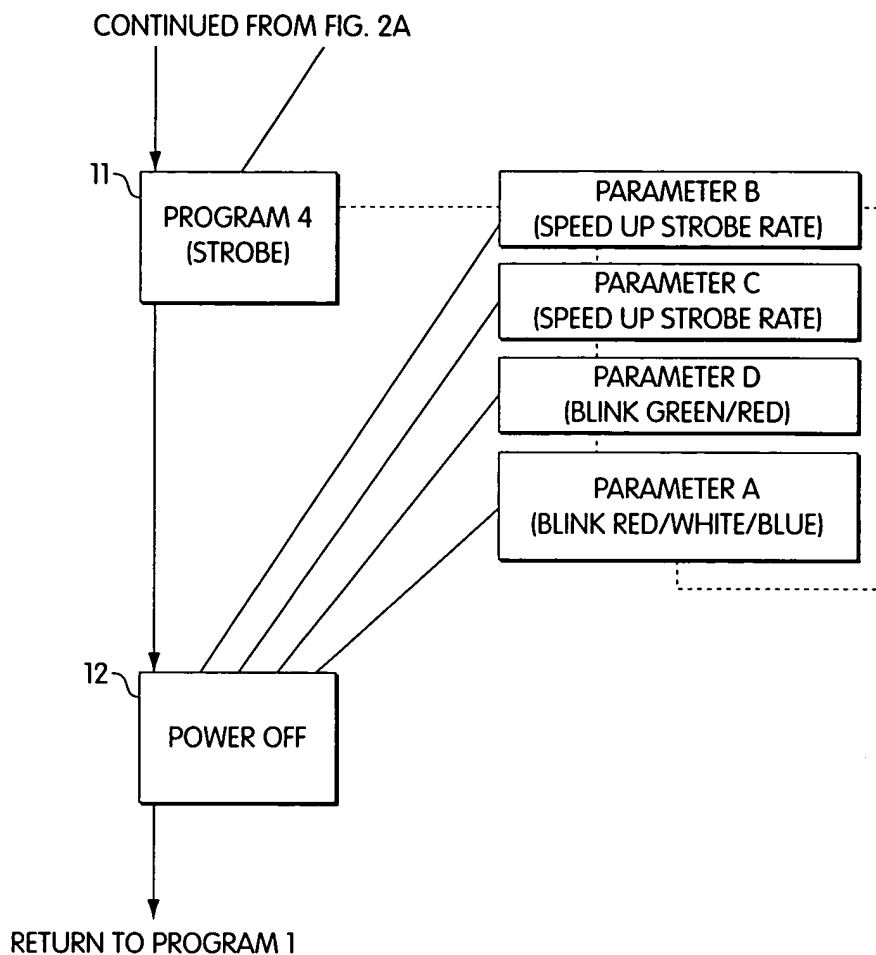 CONTINUED FROM FIG. 2A
11
PROGRAM 4
(STROBE)
PARAMETER B
(SPEED UP STROBE RATE)
PARAMETER C
(SPEED UP STROBE RATE)
PARAMETER D
(BLINK GREEN/RED)
PARAMETER A
(BLINK RED/WHITE/BLUE)
12
POWER OFF
RETURN TO PROGRAM 1